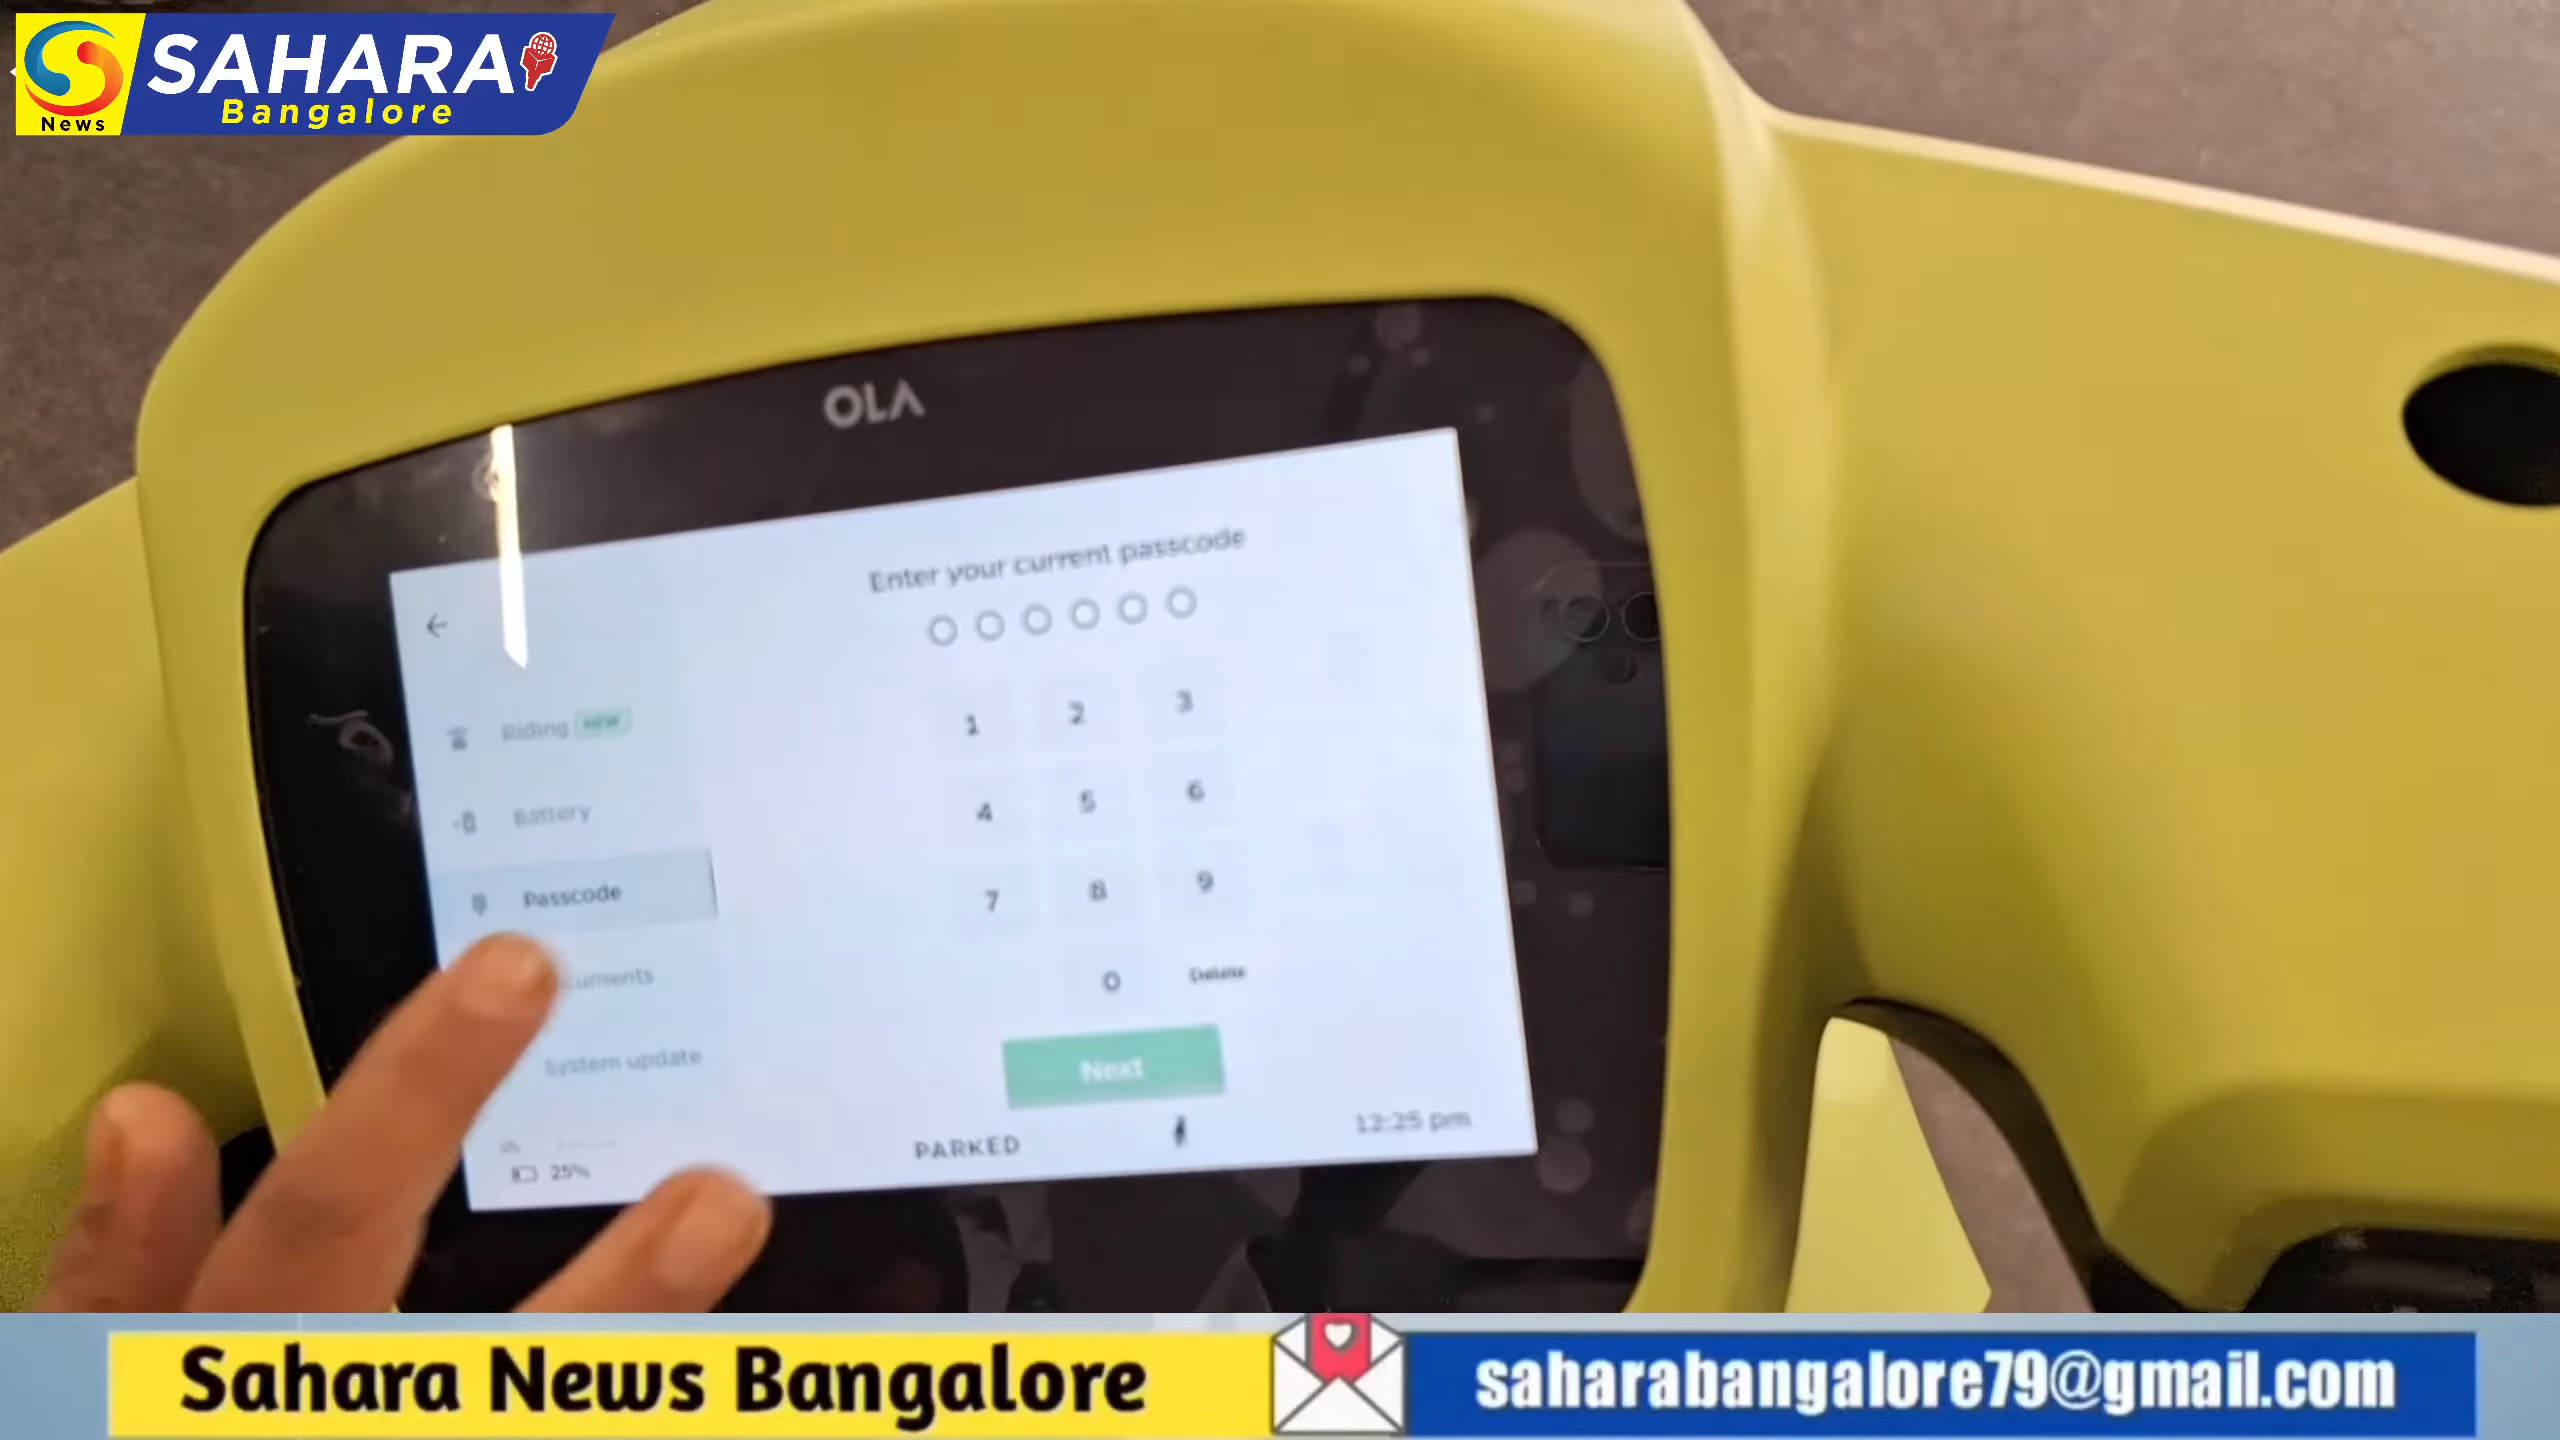 SAHARA
Bangalore
News
OLA
Enter your current passcode
Riding NEW
Battery
Passcode
uments
System update
1 2 3
4 5 6
7 8 9
0 Delete
Next
25%
PARKED
12:25 pm
Sahara News Bangalore
saharabangalore79@gmail.com